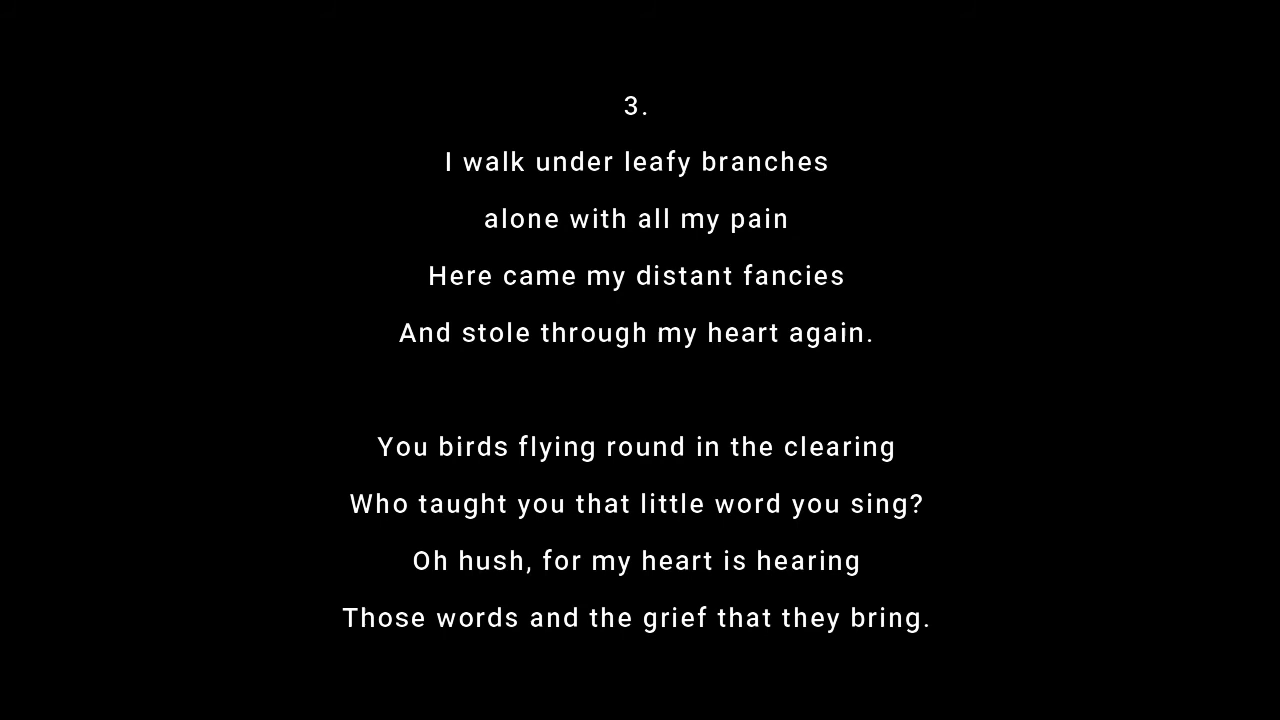 3.
I walk under leafy branches
alone with all my pain
Here came my distant fancies
And stole through my heart again.
You birds flying round in the clearing
Who taught you that little word you sing?
Oh hush, for my heart is hearing
Those words and the grief that they bring.